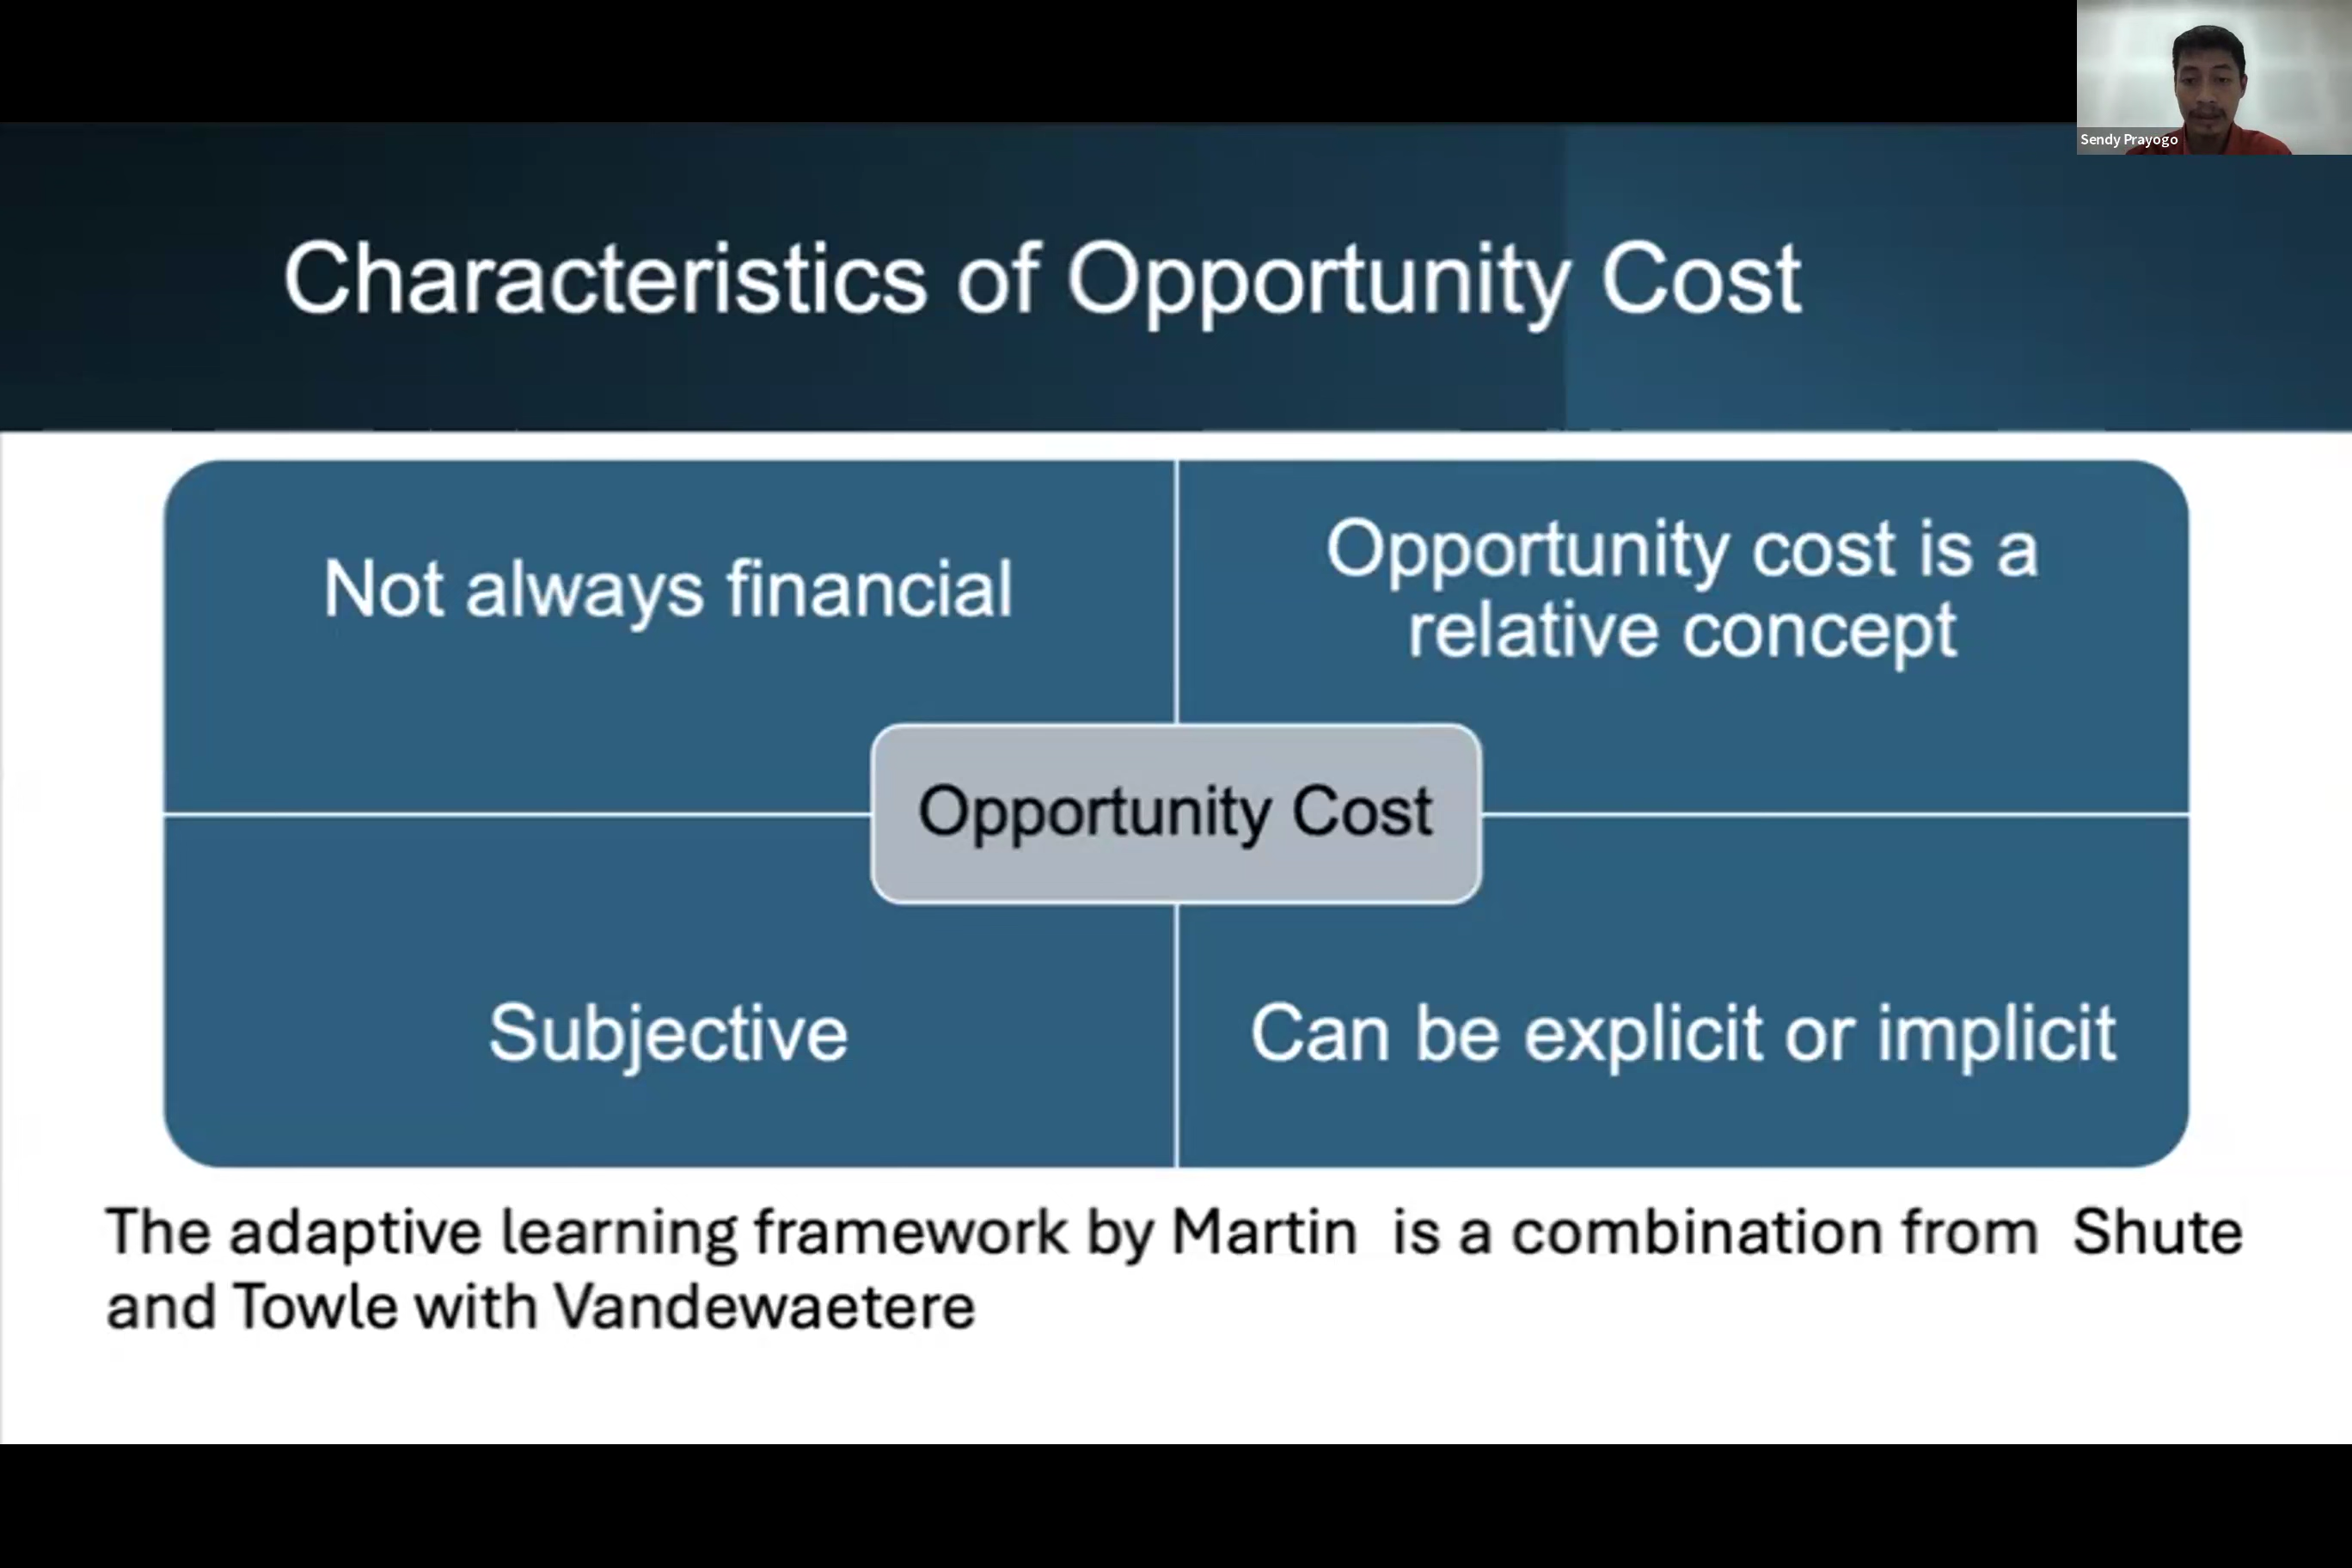 Sendy Prayogo
Characteristics of Opportunity Cost
Not always financial
Opportunity cost is a
relative concept
Opportunity Cost
Subjective
Can be explicit or implicit
The adaptive learning framework by Martin  is a combination from  Shute
and Towle with Vandewaetere